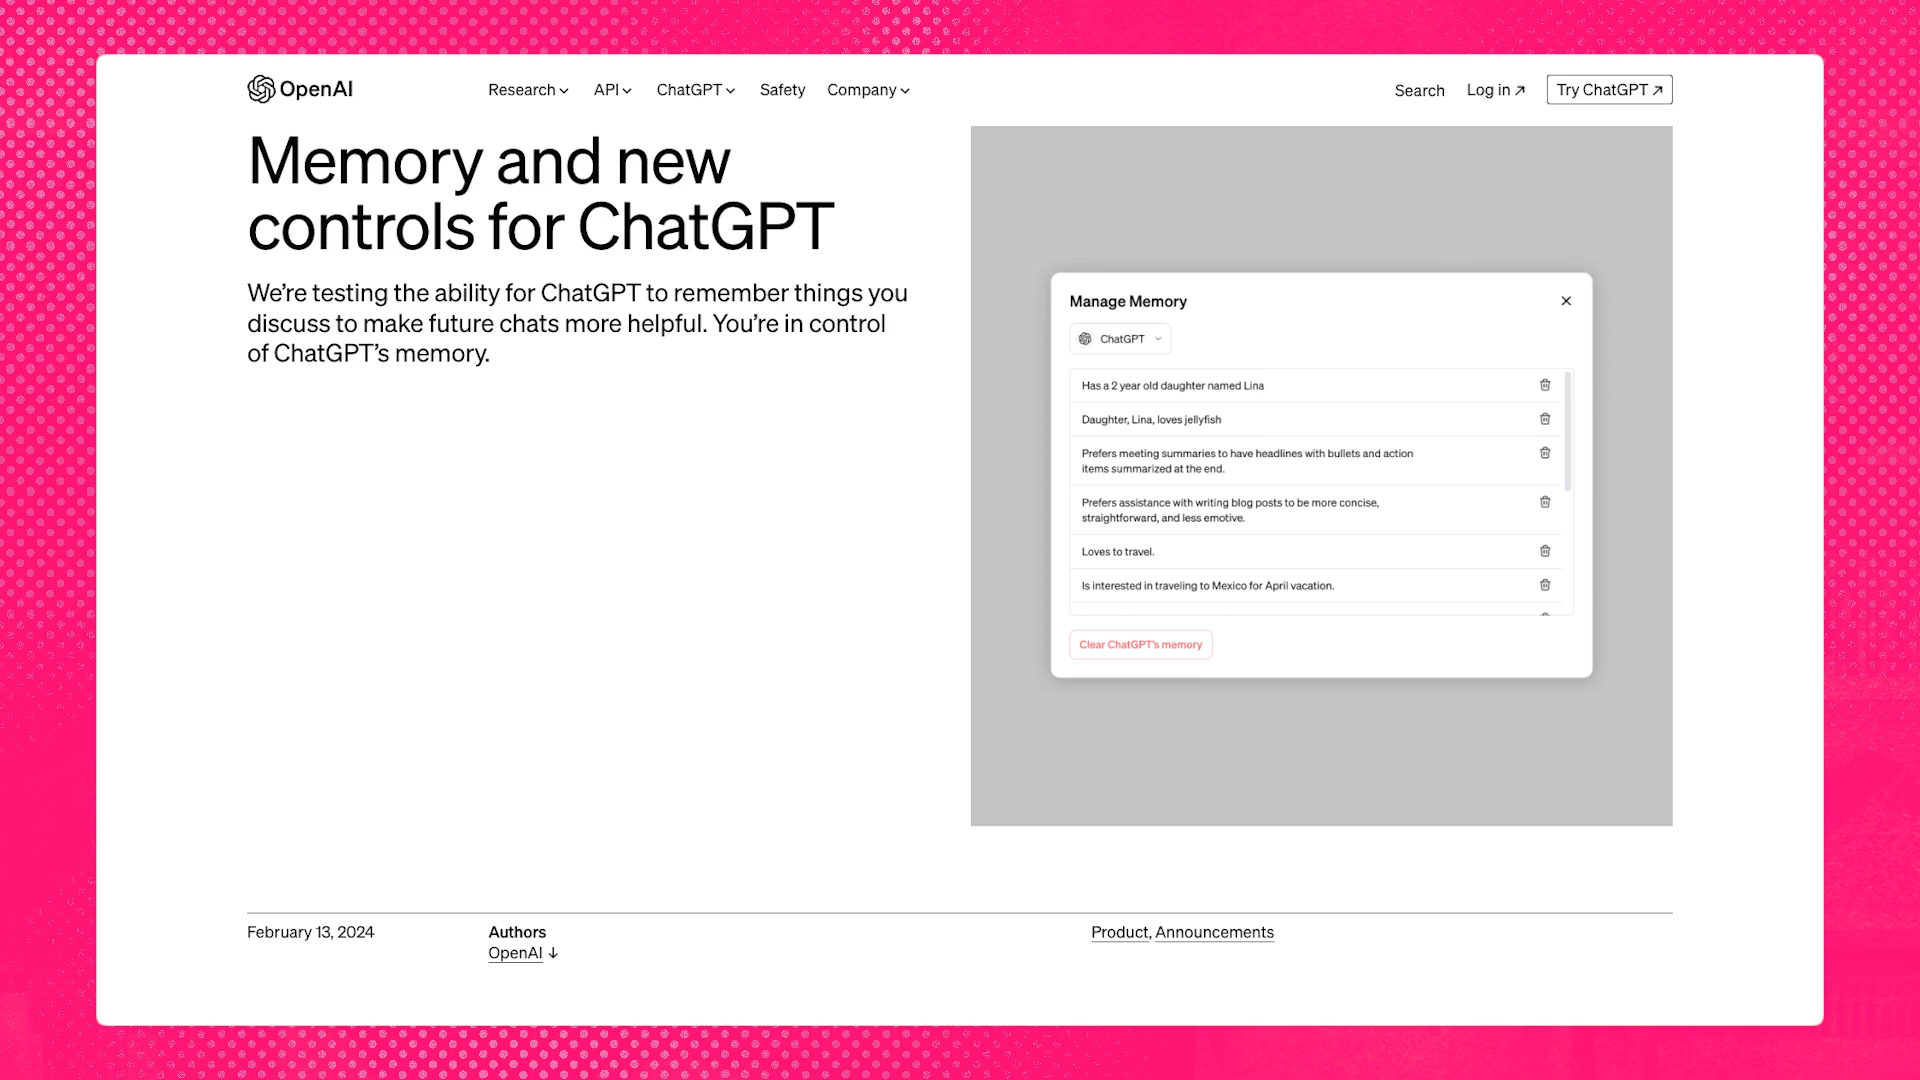 OpenAI
Research
API
ChatGPT
Safety
Company
Search
Log in ↗
Try ChatGPT ↗
Memory and new
controls for ChatGPT
We’re testing the ability for ChatGPT to remember things you
discuss to make future chats more helpful. You’re in control
of ChatGPT’s memory.
Manage Memory
ChatGPT
Has a 2 year old daughter named Lina
Daughter, Lina, loves jellyfish
Prefers meeting summaries to have headlines with bullets and action
items summarized at the end.
Prefers assistance with writing blog posts to be more concise,
straightforward, and less emotive.
Loves to travel.
Is interested in traveling to Mexico for April vacation.
Clear ChatGPT’s memory
February 13, 2024
Authors
OpenAI ↓
Product, Announcements